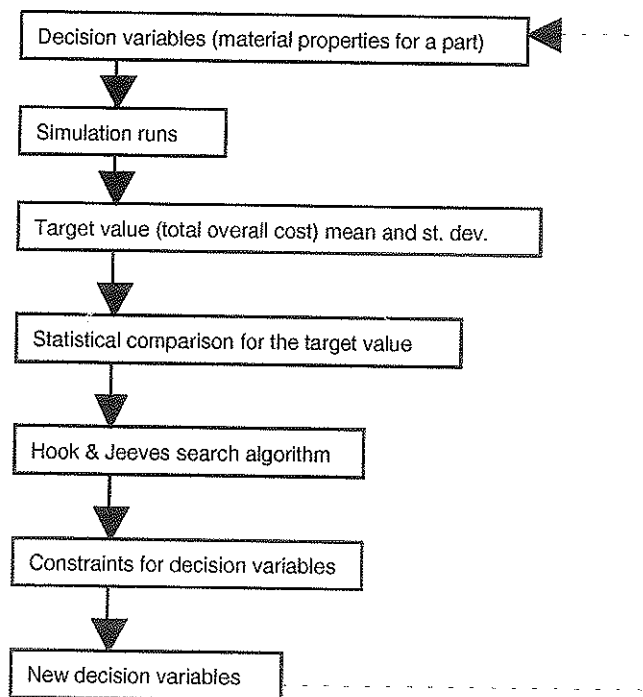 Decision variables (material properties for a part)
Simulation runs
Target value (total overall cost) mean and st. dev.
Statistical comparison for the target value
Hook & Jeeves search algorithm
Constraints for decision variables
New decision variables